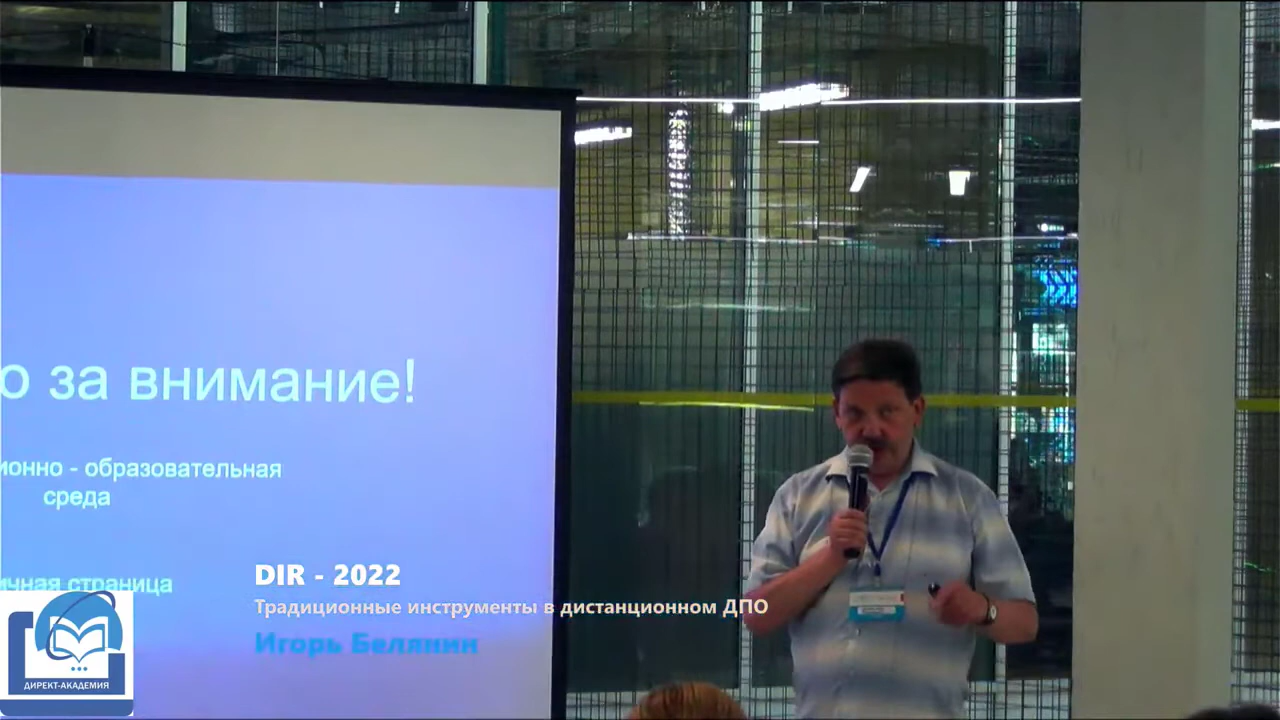 о за внимание!
ионно - образовательная
среда
ичная страница
DIR - 2022
Традиционные инструменты в дистанционном ДПО
Игорь Белянин
ДИРЕКТ-АКАДЕМИЯ